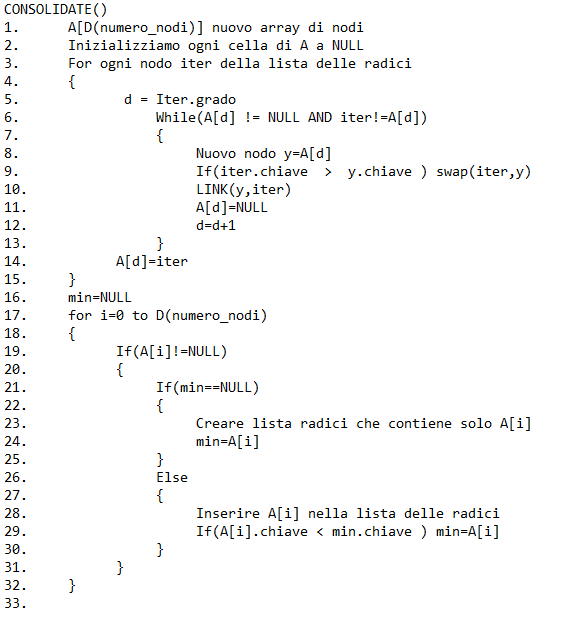 CONSOLIDATE()
1. A[D(numero_nodi)] nuovo array di nodi
2. Inizializziamo ogni cella di A a NULL
3. For ogni nodo iter della lista delle radici
4. {
5. d = Iter.grado
6. While(A[d] != NULL AND iter!=A[d])
7. {
8. Nuovo nodo y=A[d]
9. If(iter.chiave > y.chiave ) swap(iter,y)
10. LINK(y,iter)
11. A[d]=NULL
12. d=d+1
13. }
14. A[d]=iter
15. }
16. min=NULL
17. for i=0 to D(numero_nodi)
18. {
19. If(A[i]!=NULL)
20. {
21. If(min==NULL)
22. {
23. Creare lista radici che contiene solo A[i]
24. min=A[i]
25. }
26. Else
27. {
28. Inserire A[i] nella lista delle radici
29. If(A[i].chiave < min.chiave ) min=A[i]
30. }
31. }
32. }
33.